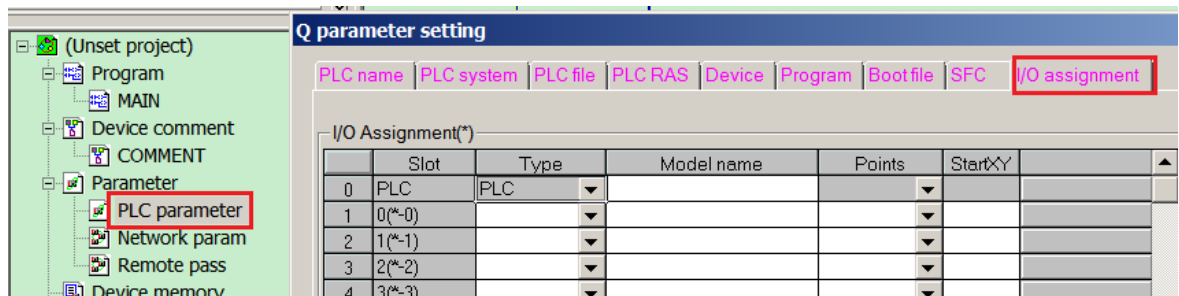 (Unset project)
Program
MAIN
Device comment
COMMENT
Parameter
PLC parameter
Network param
Remote pass
Device memory
Q parameter setting
PLC name PLC system PLC file PLC RAS Device Program Boot file SFC I/O assignment
I/O Assignment(*)
Slot Type Model name Points StartXY
0 PLC PLC
1 0(*-0)
2 1(*-1)
3 2(*-2)
4 3(*-3)